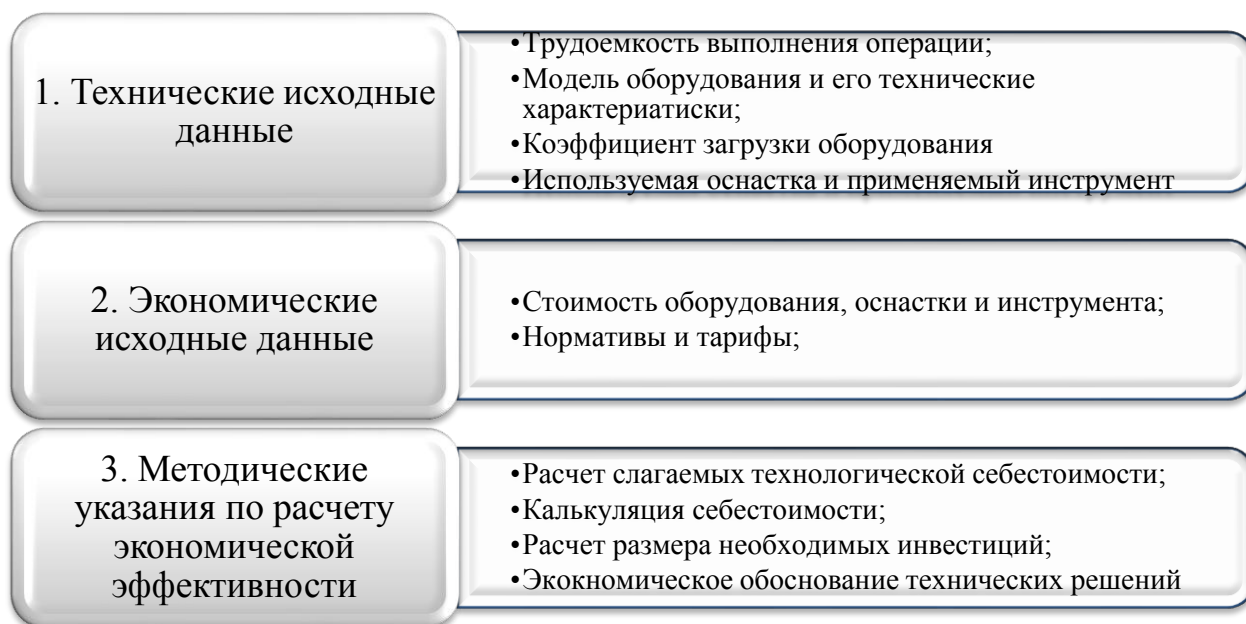 1. Технические исходные
данные
•Трудоемкость выполнения операции;
•Модель оборудования и его технические
характериатиски;
•Коэффициент загрузки оборудования
•Используемая оснастка и применяемый инструмент
2. Экономические
исходные данные
•Стоимость оборудования, оснастки и инструмента;
•Нормативы и тарифы;
3. Методические
указания по расчету
экономической
эффективности
•Расчет слагаемых технологической себестоимости;
•Калькуляция себестоимости;
•Расчет размера необходимых инвестиций;
•Экокномическое обоснование технических решений